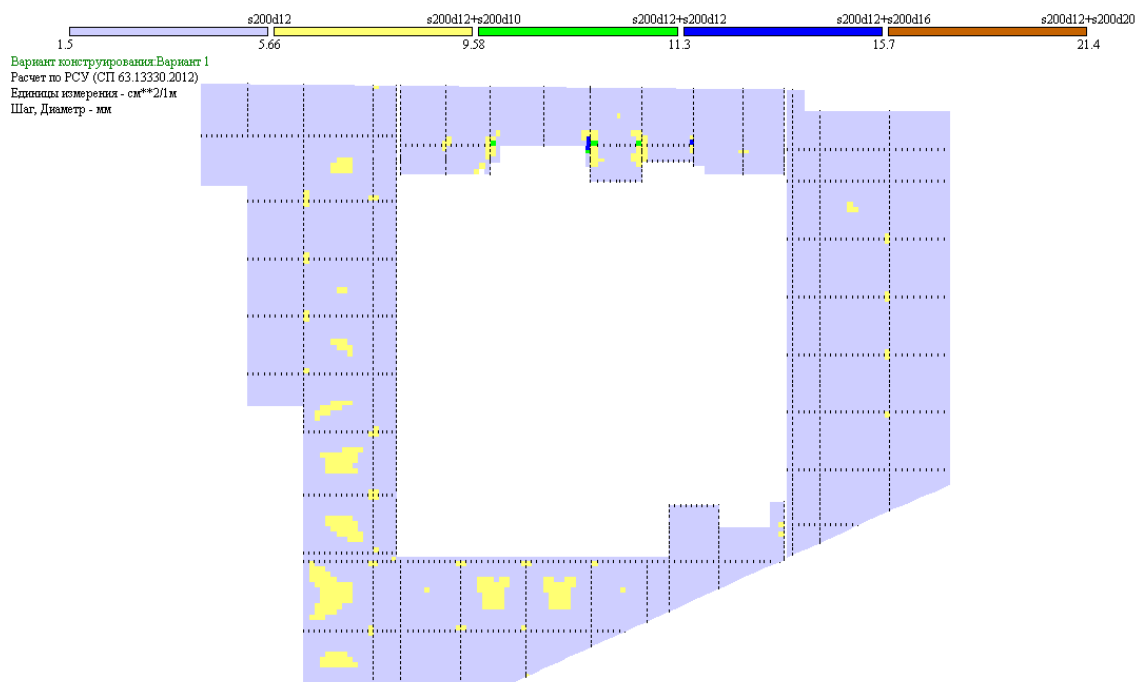 s200d12 s200d12+s200d10 s200d12+s200d12 s200d12+s200d16 s200d12+s200d20
1.5 5.66 9.58 11.3 15.7 21.4
Вариант конструирования:Вариант 1
Расчет по РСУ (СП 63.13330.2012)
Единицы измерения - см**2/1м
Шаг, Диаметр - мм